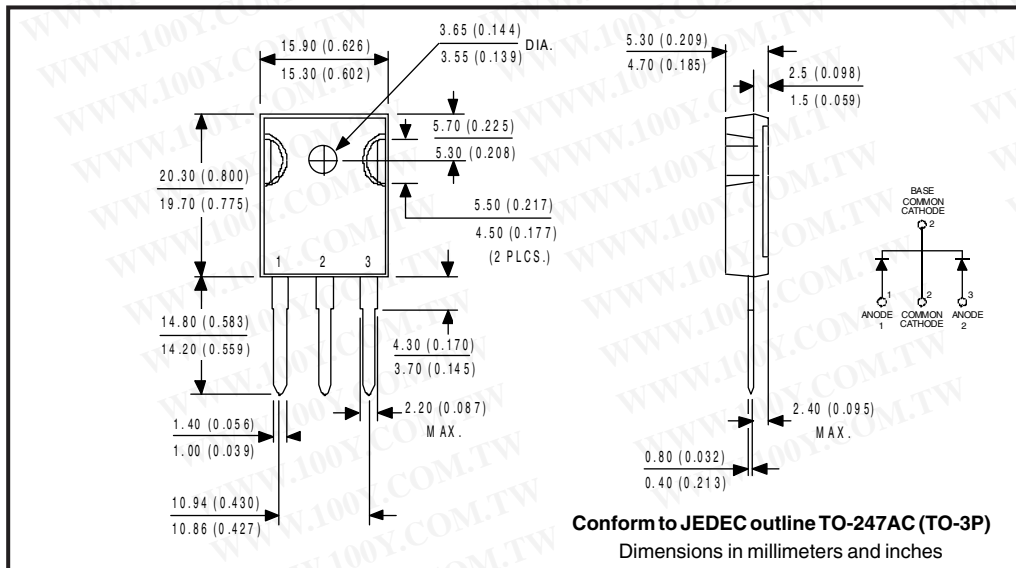 15.90 (0.626)
15.30 (0.602)
3.65 (0.144)
3.55 (0.139)
DIA.
5.70 (0.225)
5.30 (0.208)
20.30 (0.800)
19.70 (0.775)
5.50 (0.217)
4.50 (0.177)
(2 PLCS.)
1 2 3
14.80 (0.583)
14.20 (0.559)
4.30 (0.170)
3.70 (0.145)
2.20 (0.087)
MAX.
1.40 (0.056)
1.00 (0.039)
10.94 (0.430)
10.86 (0.427)
5.30 (0.209)
4.70 (0.185)
2.5 (0.098)
1.5 (0.059)
2.40 (0.095)
MAX.
0.80 (0.032)
0.40 (0.213)
BASE
COMMON
CATHODE
2
1 2 3
ANODE
1
COMMON
CATHODE
ANODE
2
Conform to JEDEC outline TO-247AC (TO-3P)
Dimensions in millimeters and inches
WWW.100Y.COM.TW